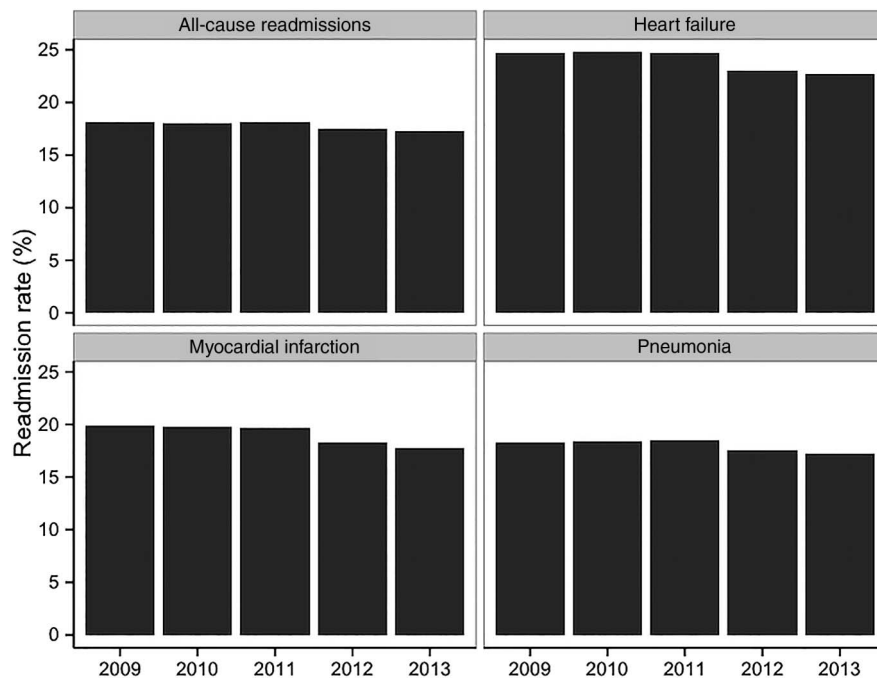 All-cause readmissions
Heart failure
25
20
15
10
5
0
Readmission rate (%)
Myocardial infarction
Pneumonia
25
20
15
10
5
0
2009 2010 2011 2012 2013
2009 2010 2011 2012 2013